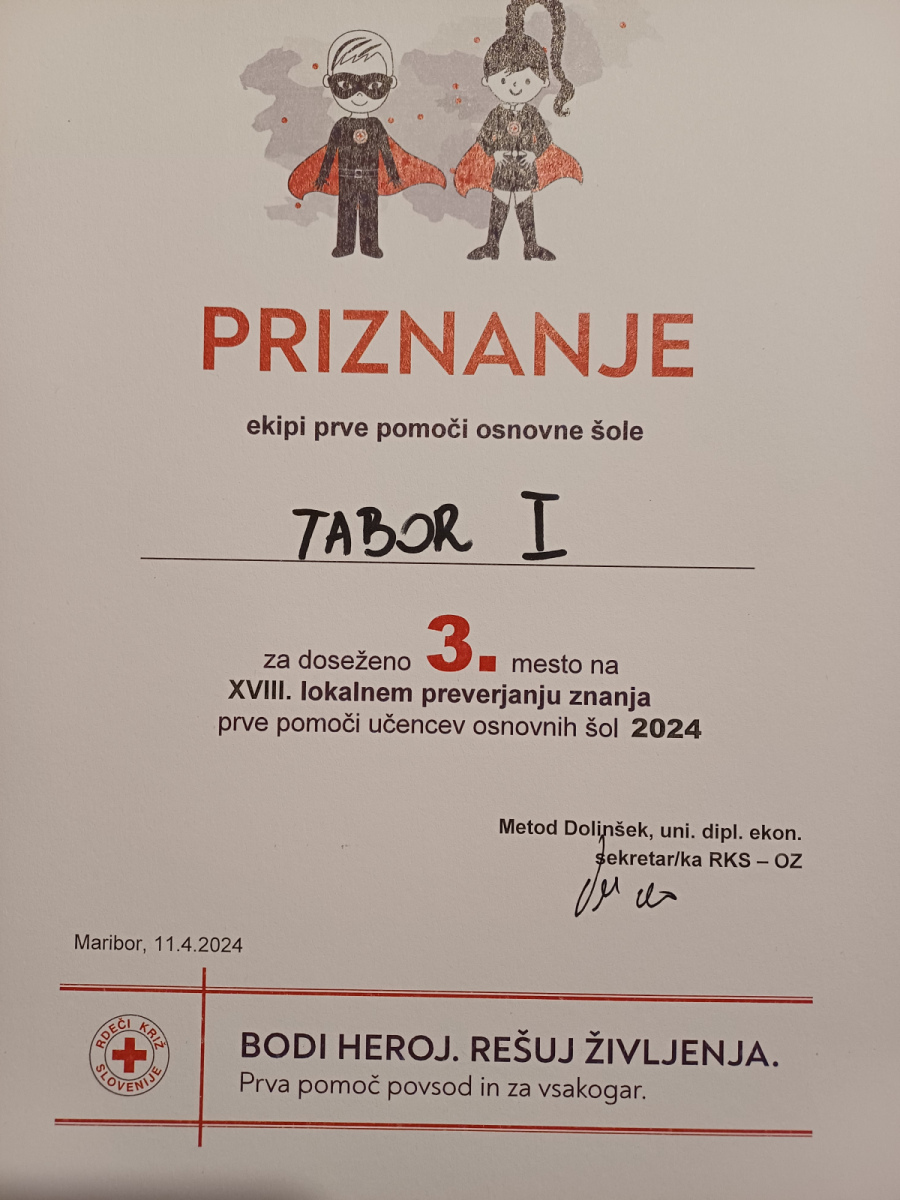 PRIZNANJE
ekipi prve pomoči osnovne šole
TABOR I
za doseženo 3. mesto na
XVIII. lokalnem preverjanju znanja
prve pomoči učencev osnovnih šol 2024
Metod Dolinšek, uni. dipl. ekon.
sekretar/ka RKS – OZ
Maribor, 11.4.2024
RDEČI KRIŽ
SLOVENIJE
BODI HEROJ. REŠUJ ŽIVLJENJA.
Prva pomoč povsod in za vsakogar.